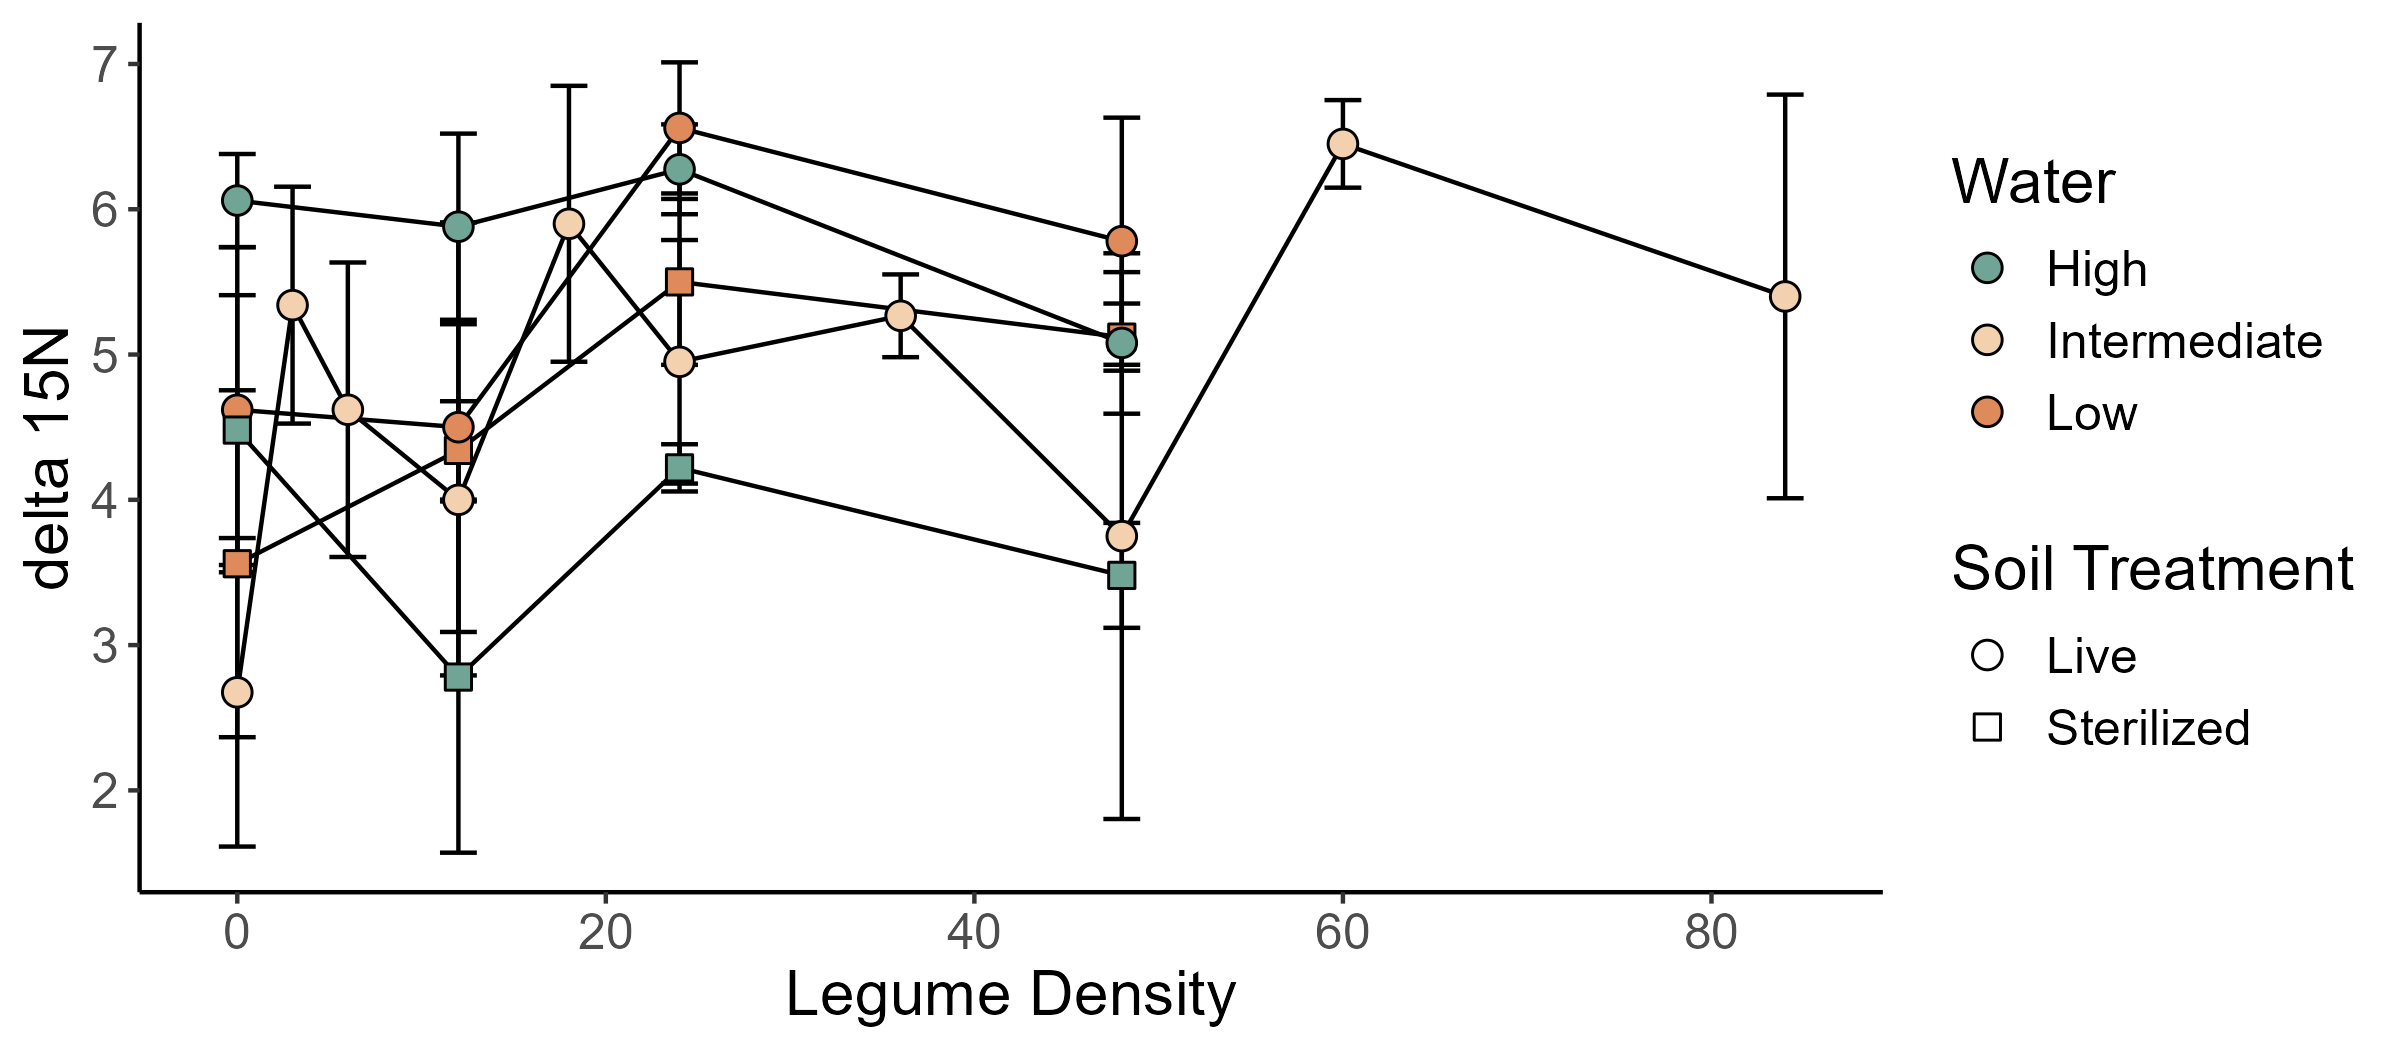 7
6
5
4
3
2
delta 15N
0 20 40 60 80
Legume Density
Water
High
Intermediate
Low
Soil Treatment
Live
Sterilized